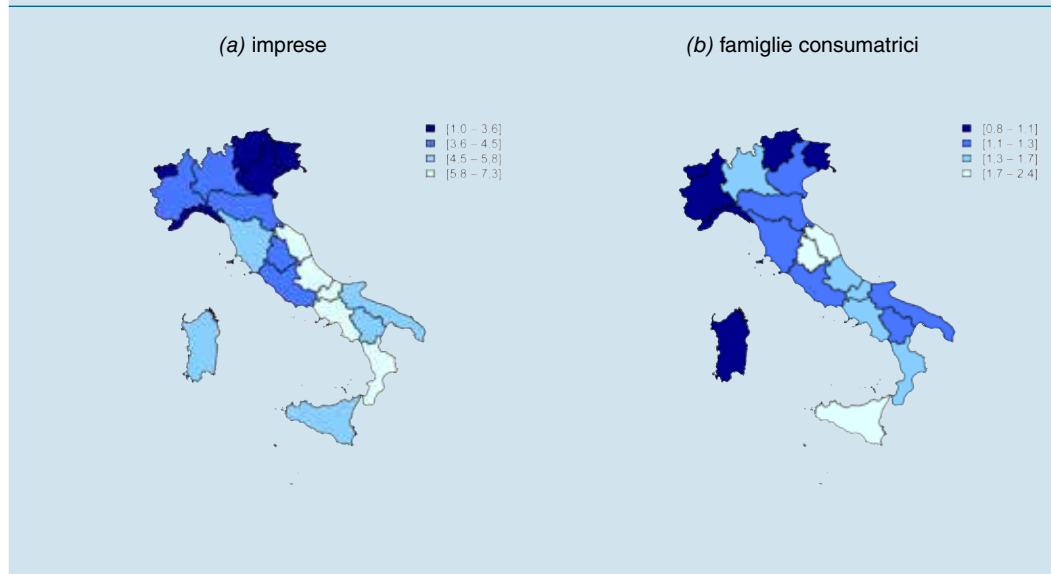 (a) imprese
(b) famiglie consumatrici
[1.0 – 3.6]
[3.6 – 4.5]
[4.5 – 5.8]
[5.8 – 7.3]
[0.8 – 1.1]
[1.1 – 1.3]
[1.3 – 1.7]
[1.7 – 2.4]